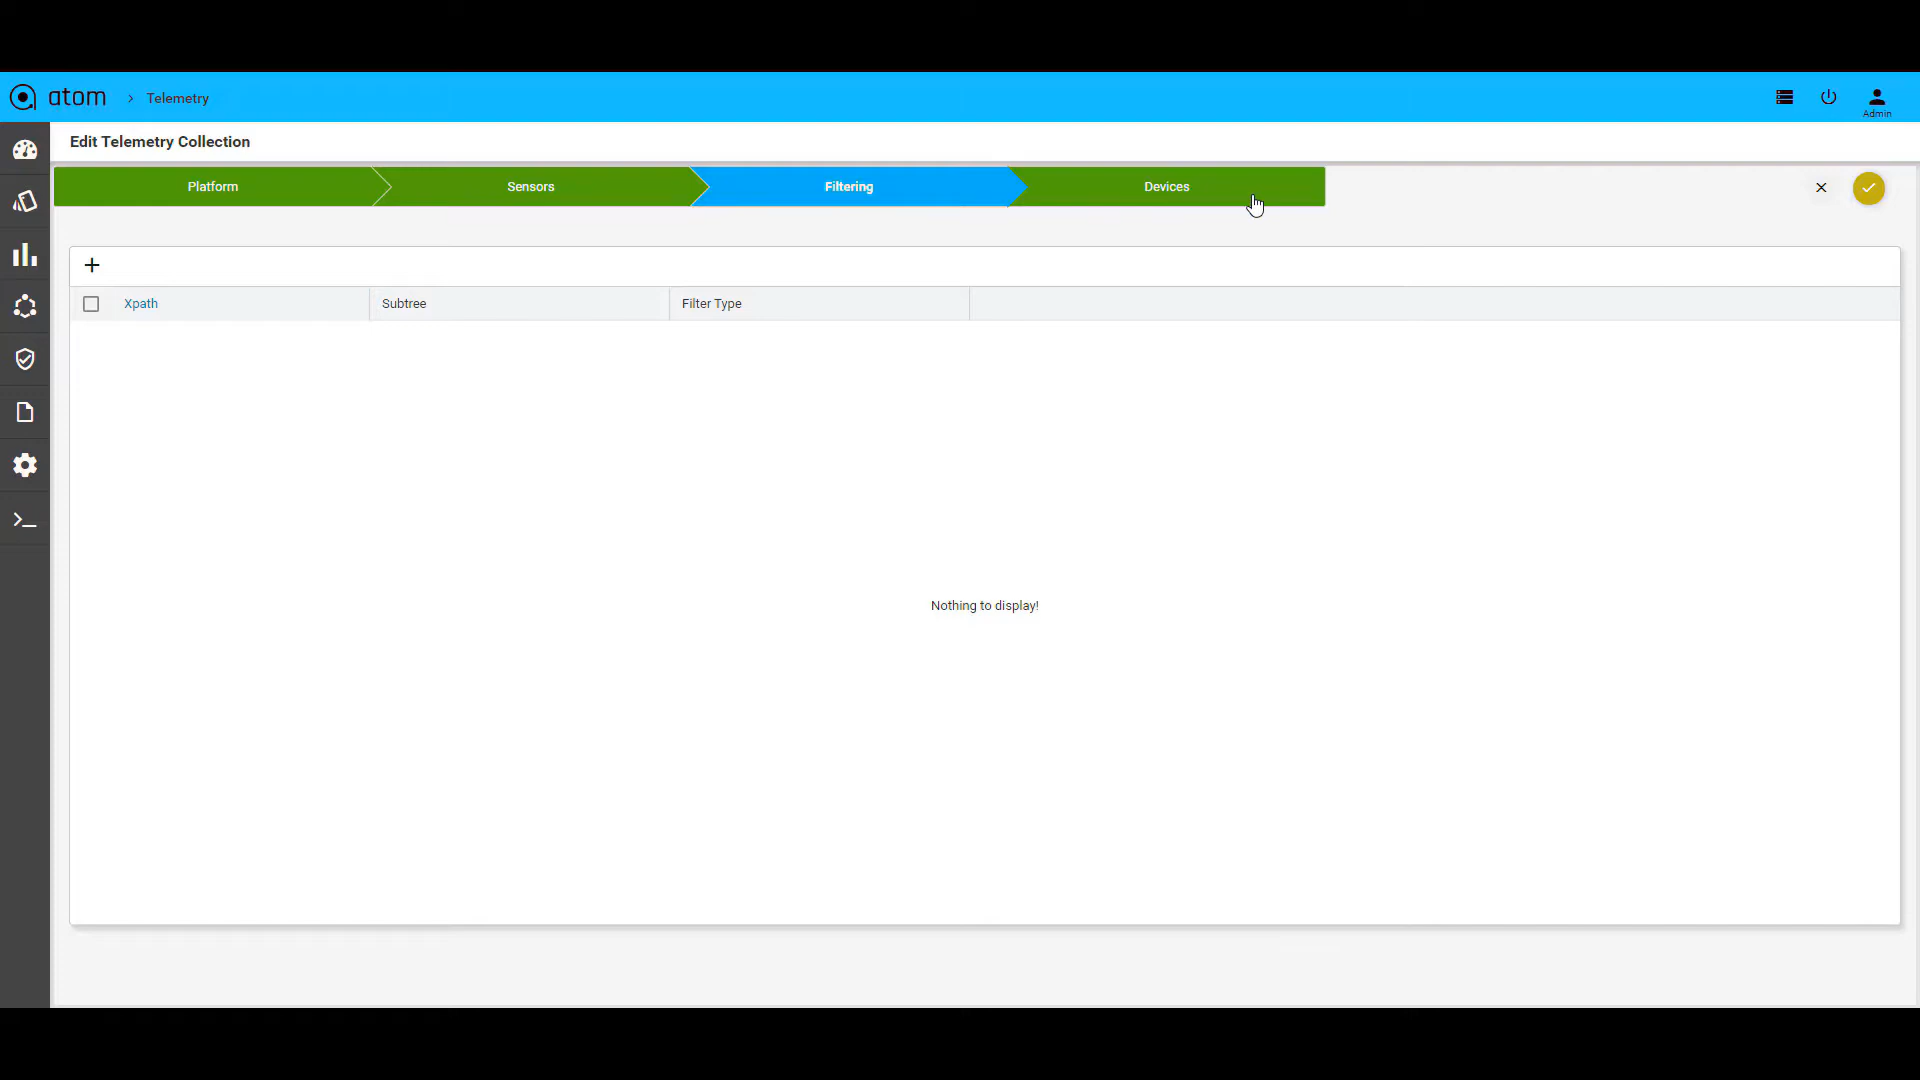 atom > Telemetry
Admin
Edit Telemetry Collection
Platform
Sensors
Filtering
Devices
Xpath
Subtree
Filter Type
Nothing to display!